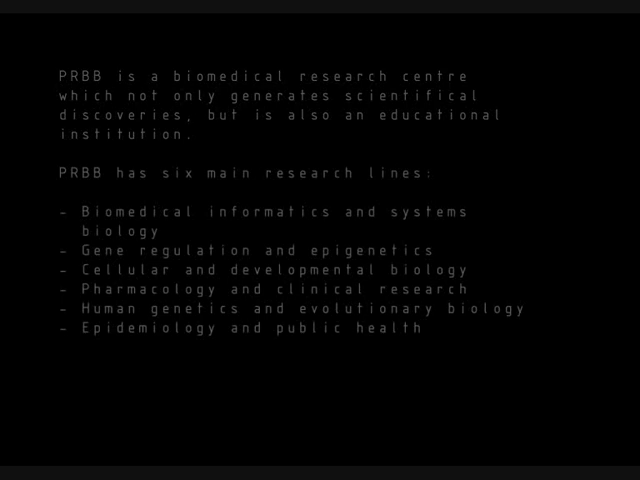 PRBB is a biomedical research centre
which not only generates scientifical
discoveries, but is also an educational
institution.
PRBB has six main research lines:
- Biomedical informatics and systems
biology
- Gene regulation and epigenetics
- Cellular and developmental biology
- Pharmacology and clinical research
- Human genetics and evolutionary biology
- Epidemiology and public health